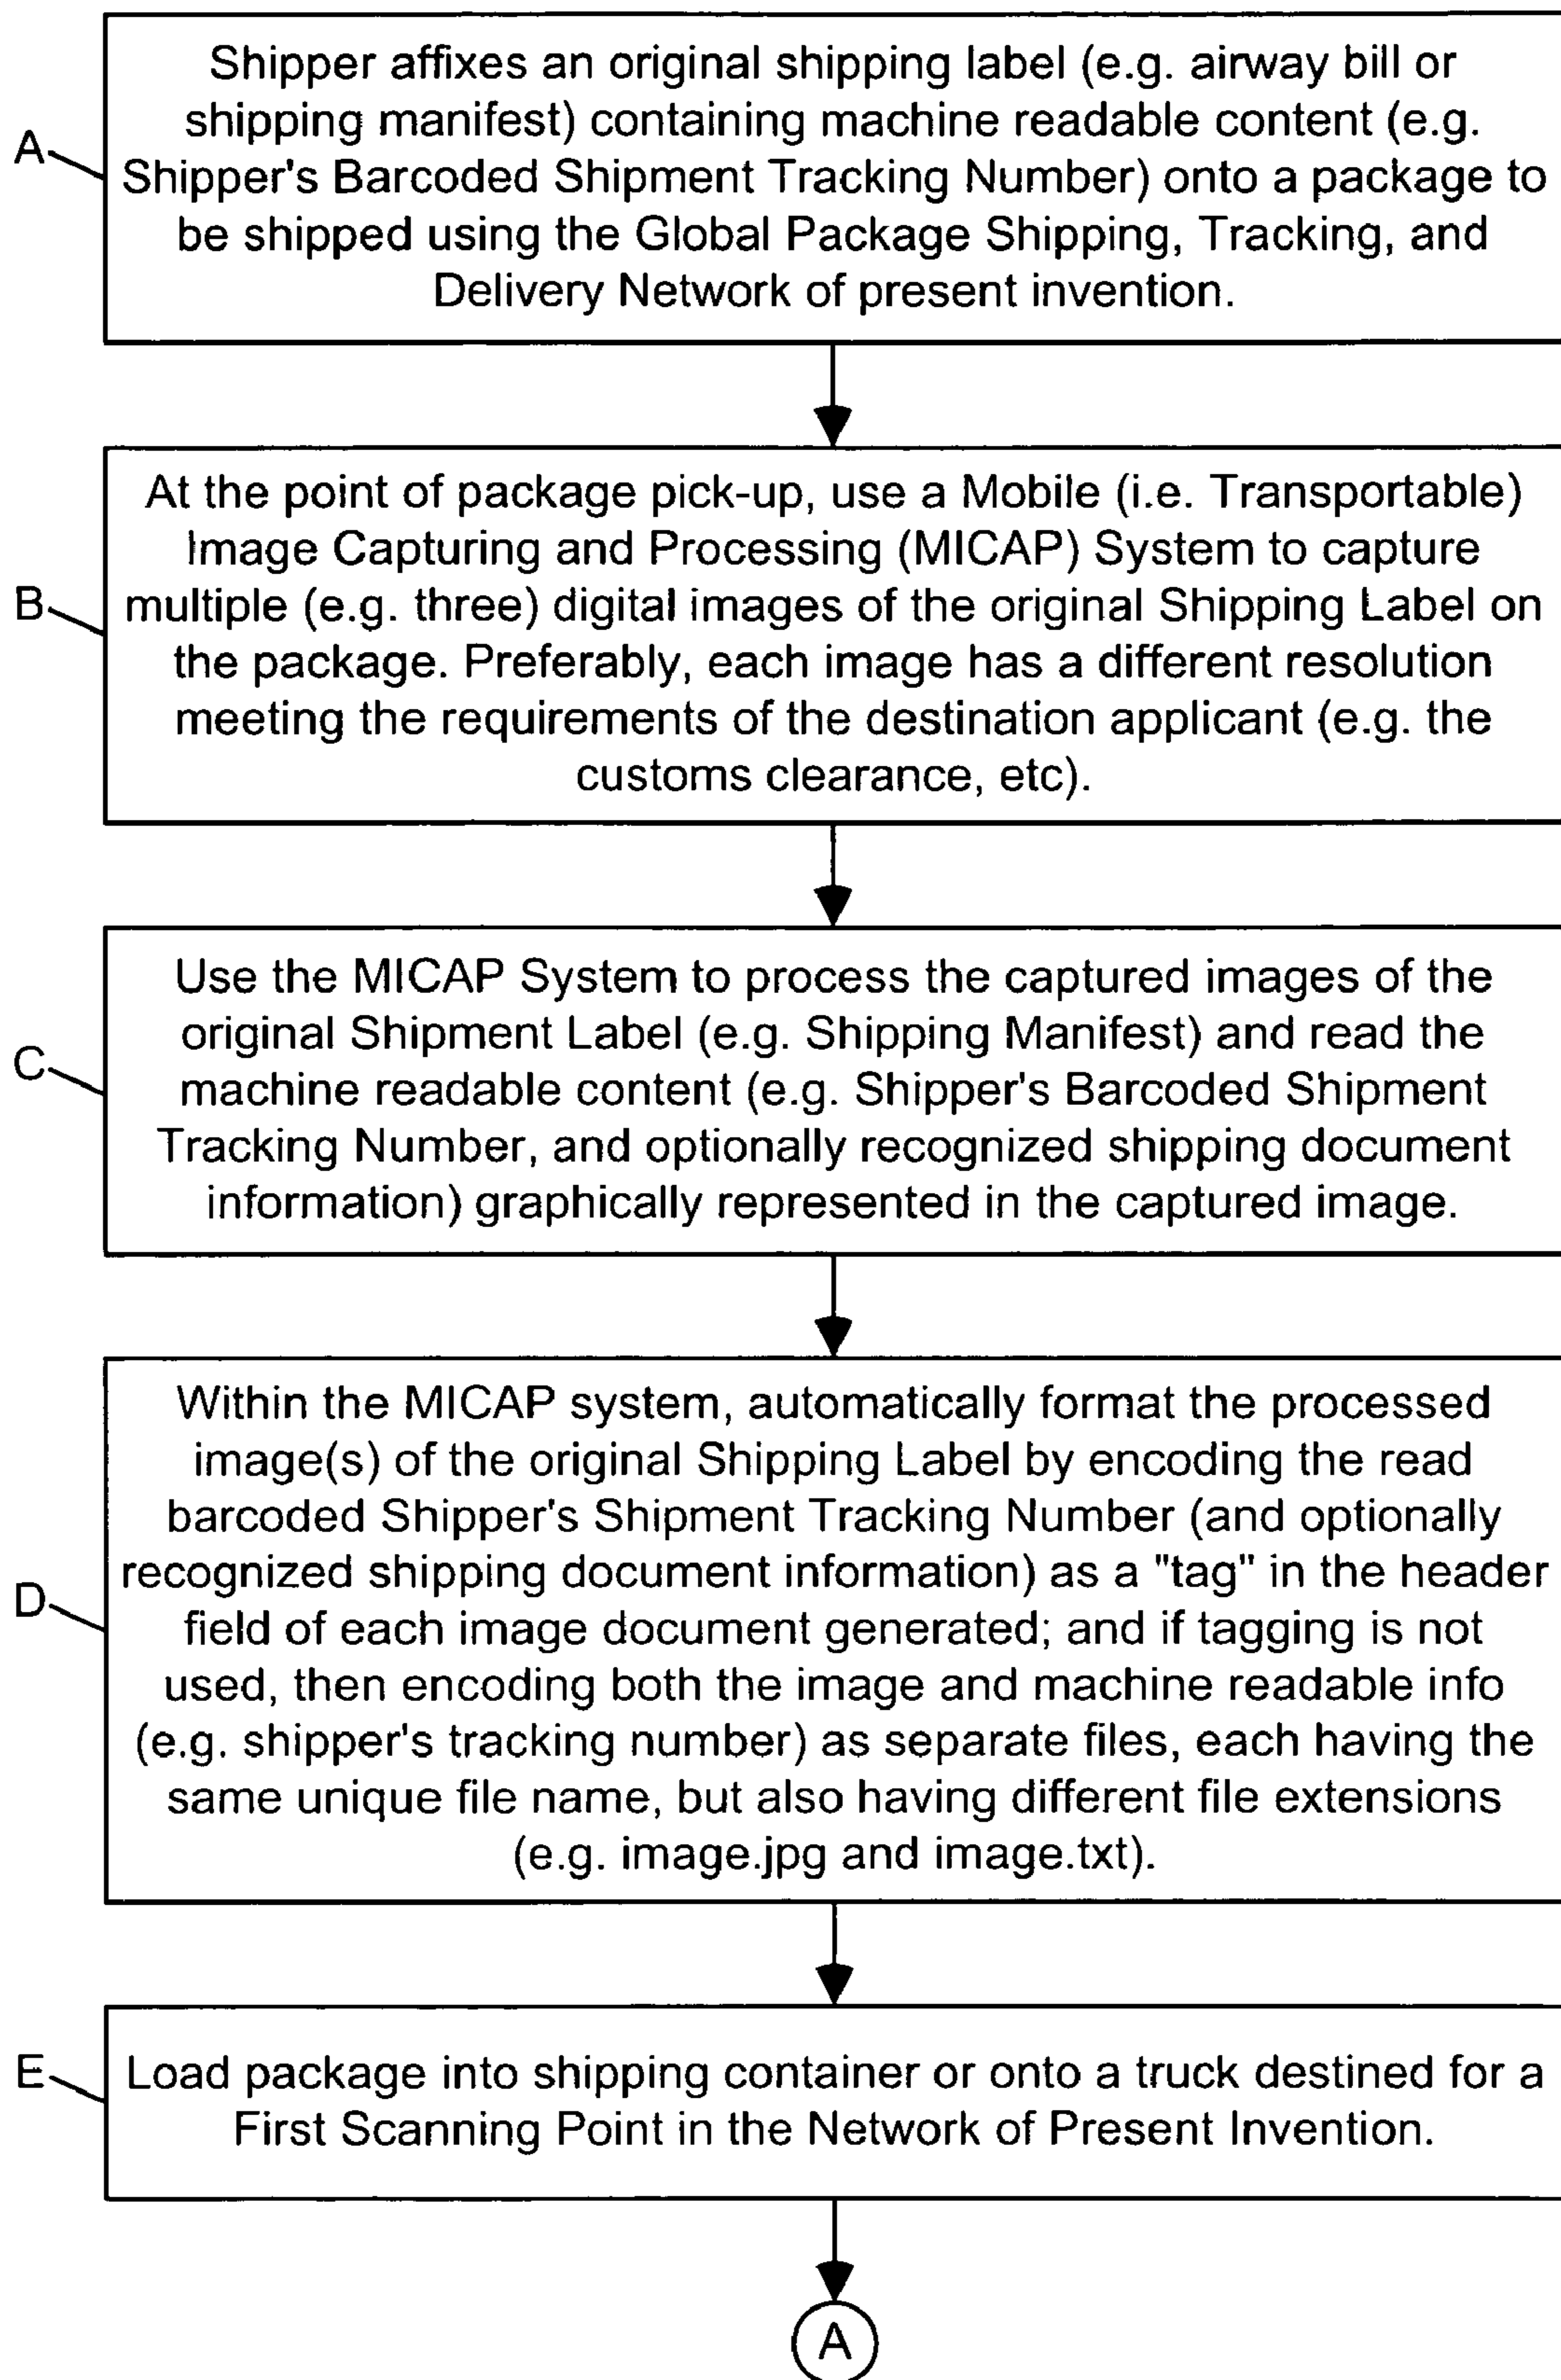 Shipper affixes an original shipping label (e.g. airway bill or
shipping manifest) containing machine readable content (e.g.
A
Shipper's Barcoded Shipment Tracking Number) onto a package to
be shipped using the Global Package Shipping, Tracking, and
Delivery Network of present invention.
At the point of package pick-up, use a Mobile (i.e. Transportable)
Image Capturing and Processing (MICAP) System to capture
B
multiple (e.g. three) digital images of the original Shipping Label on
the package. Preferably, each image has a different resolution
meeting the requirements of the destination applicant (e.g. the
customs clearance, etc).
Use the MICAP System to process the captured images of the
original Shipment Label (e.g. Shipping Manifest) and read the
C
machine readable content (e.g. Shipper's Barcoded Shipment
Tracking Number, and optionally recognized shipping document
information) graphically represented in the captured image.
Within the MICAP system, automatically format the processed
image(s) of the original Shipping Label by encoding the read
barcoded Shipper's Shipment Tracking Number (and optionally
recognized shipping document information) as a "tag" in the header
D
field of each image document generated; and if tagging is not
used, then encoding both the image and machine readable info
(e.g. shipper's tracking number) as separate files, each having the
same unique file name, but also having different file extensions
(e.g. image.jpg and image.txt).
E
Load package into shipping container or onto a truck destined for a
First Scanning Point in the Network of Present Invention.
A